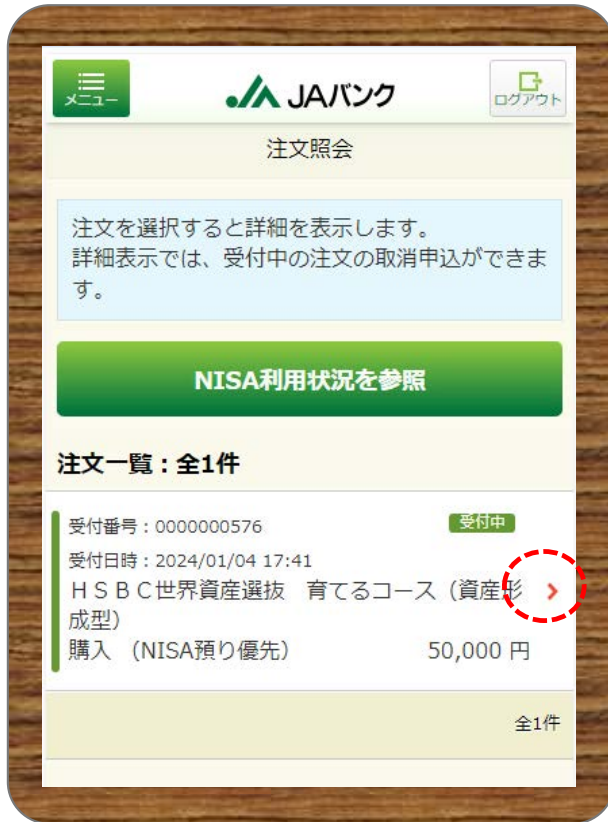 メニュー
JAバンク
ログアウト
注文照会
注文を選択すると詳細を表示します。
詳細表示では、受付中の注文の取消申込ができま
す。
NISA利用状況を参照
注文一覧：全1件
受付番号：0000000576
受付中
受付日時：2024/01/04 17:41
ＨＳＢＣ世界資産選抜　育てるコース（資産形
成型）
購入 （NISA預り優先） 50,000 円
全1件